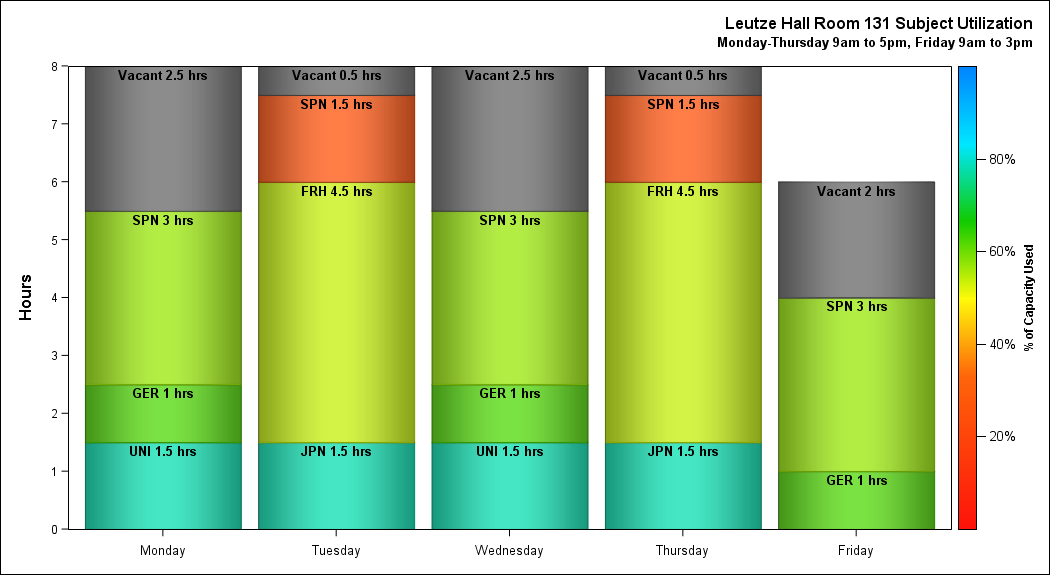 Leutze Hall Room 131 Subject Utilization
Monday-Thursday 9am to 5pm, Friday 9am to 3pm
Hours
8
7
6
5
4
3
2
1
0
Vacant 2.5 hrs
SPN 3 hrs
GER 1 hrs
UNI 1.5 hrs
Monday
Vacant 0.5 hrs
SPN 1.5 hrs
FRH 4.5 hrs
JPN 1.5 hrs
Tuesday
Vacant 2.5 hrs
SPN 3 hrs
GER 1 hrs
UNI 1.5 hrs
Wednesday
Vacant 0.5 hrs
SPN 1.5 hrs
FRH 4.5 hrs
JPN 1.5 hrs
Thursday
Vacant 2 hrs
SPN 3 hrs
GER 1 hrs
Friday
80%
60%
40%
20%
% of Capacity Used